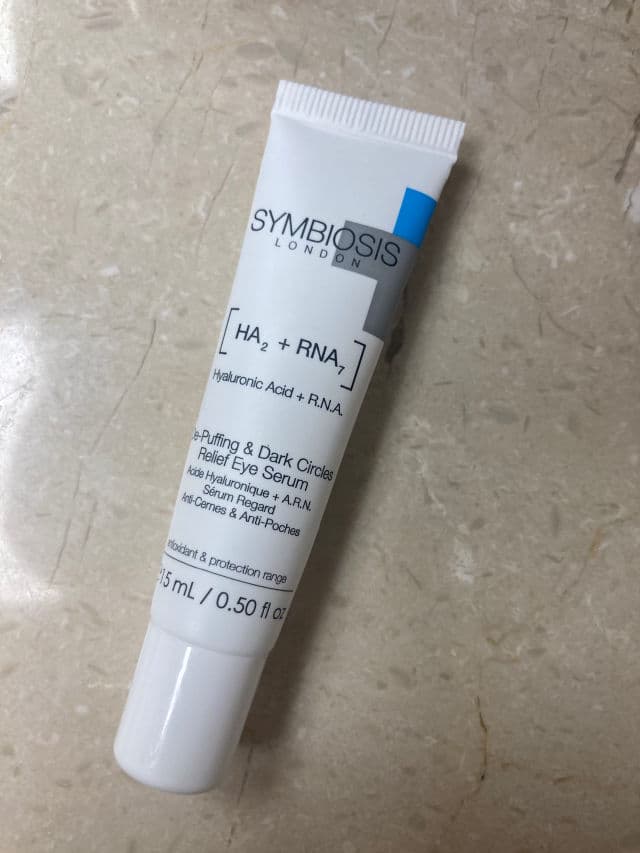 SYMBIOSIS
LONDON
[HA₂ + RNA₇]
Hyaluronic Acid + R.N.A.
e-Puffing & Dark Circles
Relief Eye Serum
Acide Hyaluronique + A.R.N.
Sérum Regard
Anti-Cernes & Anti-Poches
ntioxidant & protection range
15 mL / 0.50 fl oz